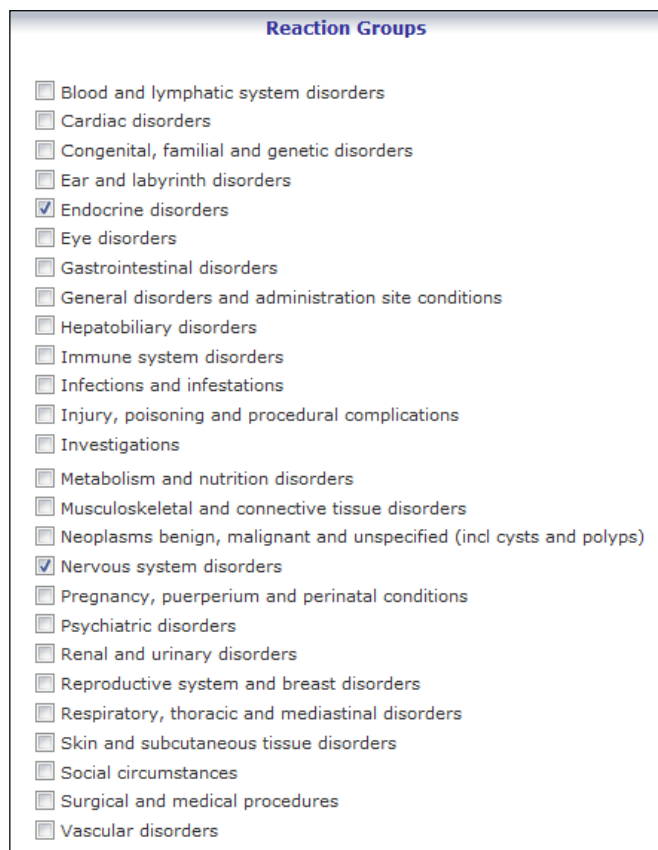 Reaction Groups
Blood and lymphatic system disorders
Cardiac disorders
Congenital, familial and genetic disorders
Ear and labyrinth disorders
Endocrine disorders
Eye disorders
Gastrointestinal disorders
General disorders and administration site conditions
Hepatobiliary disorders
Immune system disorders
Infections and infestations
Injury, poisoning and procedural complications
Investigations
Metabolism and nutrition disorders
Musculoskeletal and connective tissue disorders
Neoplasms benign, malignant and unspecified (incl cysts and polyps)
Nervous system disorders
Pregnancy, puerperium and perinatal conditions
Psychiatric disorders
Renal and urinary disorders
Reproductive system and breast disorders
Respiratory, thoracic and mediastinal disorders
Skin and subcutaneous tissue disorders
Social circumstances
Surgical and medical procedures
Vascular disorders